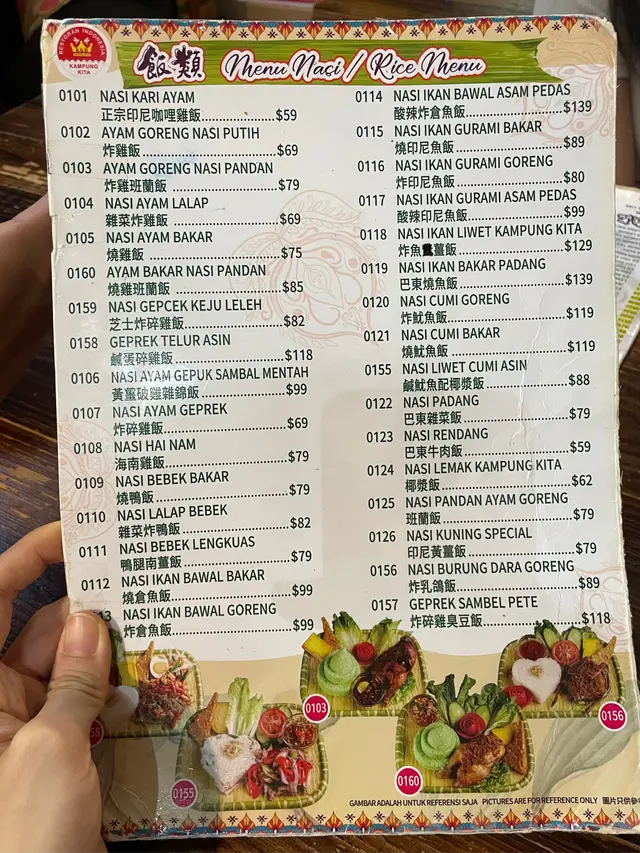 RESTORAN INDONESIA
KAMPUNG
KITA
飯類 Menu Nasi / Rice Menu
0101 NASI KARI AYAM
正宗印尼咖哩雞飯........................$59
0102 AYAM GORENG NASI PUTIH
炸雞飯........................$69
0103 AYAM GORENG NASI PANDAN
炸雞班蘭飯........................$79
0104 NASI AYAM LALAP
雜菜炸雞飯........................$69
0105 NASI AYAM BAKAR
燒雞飯........................$75
0160 AYAM BAKAR NASI PANDAN
燒雞班蘭飯........................$85
0159 NASI GEPCEK KEJU LELEH
芝士炸碎雞飯........................$82
0158 GEPREK TELUR ASIN
鹹蛋碎雞飯........................$118
0106 NASI AYAM GEPUK SAMBAL MENTAH
黃薑破雞雜錦飯........................$99
0107 NASI AYAM GEPREK
炸碎雞飯........................$69
0108 NASI HAI NAM
海南雞飯........................$79
0109 NASI BEBEK BAKAR
燒鴨飯........................$79
0110 NASI LALAP BEBEK
雜菜炸鴨飯........................$82
0111 NASI BEBEK LENGKUAS
鴨腿南薑飯........................$79
0112 NASI IKAN BAWAL BAKAR
燒倉魚飯........................$99
13 NASI IKAN BAWAL GORENG
炸倉魚飯........................$99
0114 NASI IKAN BAWAL ASAM PEDAS
酸辣炸倉魚飯........................$139
0115 NASI IKAN GURAMI BAKAR
燒印尼魚飯........................$89
0116 NASI IKAN GURAMI GORENG
炸印尼魚飯........................$80
0117 NASI IKAN GURAMI ASAM PEDAS
酸辣印尼魚飯........................$99
0118 NASI IKAN LIWET KAMPUNG KITA
炸魚薑飯........................$129
0119 NASI IKAN BAKAR PADANG
巴東燒魚飯........................$139
0120 NASI CUMI GORENG
炸魷魚飯........................$119
0121 NASI CUMI BAKAR
燒魷魚飯........................$119
0155 NASI LIWET CUMI ASIN
鹹魷魚配椰漿飯........................$88
0122 NASI PADANG
巴東雜菜飯........................$79
0123 NASI RENDANG
巴東牛肉飯........................$59
0124 NASI LEMAK KAMPUNG KITA
椰漿飯........................$62
0125 NASI PANDAN AYAM GORENG
班蘭飯........................$79
0126 NASI KUNING SPECIAL
印尼黃薑飯........................$79
0156 NASI BURUNG DARA GORENG
炸乳鴿飯........................$89
0157 GEPREK SAMBEL PETE
炸碎雞臭豆飯........................$118
0103
0156
0155
0160
GAMBAR ADALAH UNTUK REFERENSI SAJA PICTURES ARE FOR REFERENCE ONLY 圖片只供參